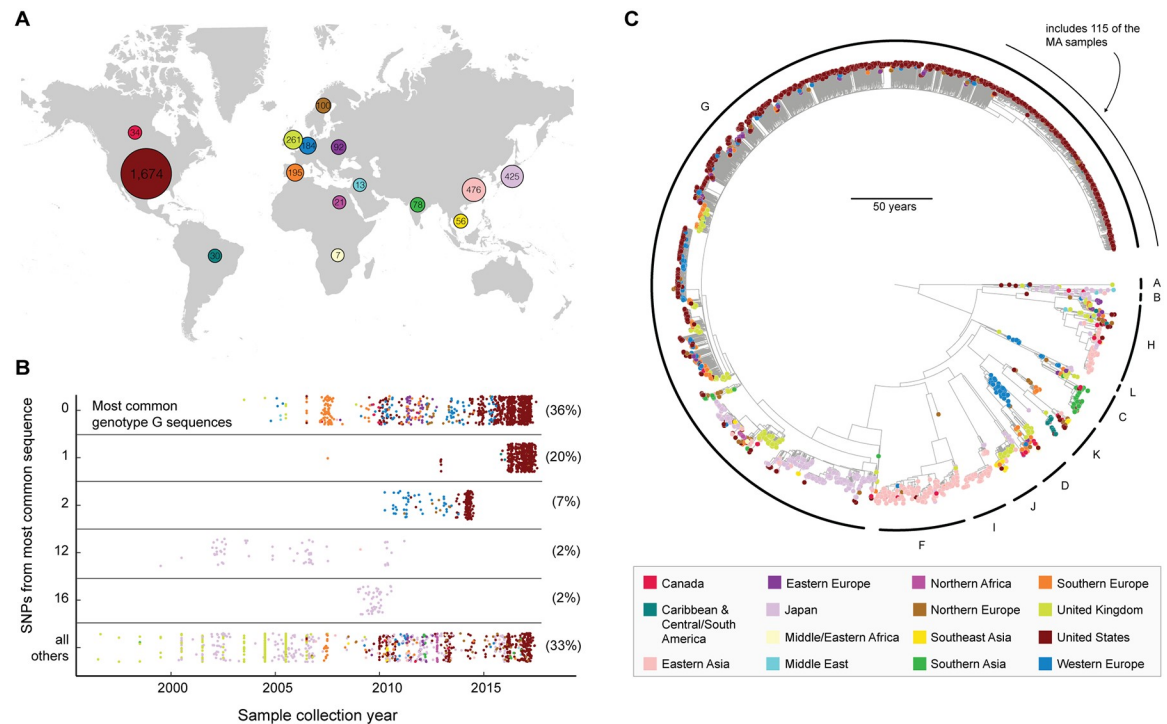 A
34
1,674
100
261
184
92
195
13
21
476
425
78
56
7
30
B
SNPs from most common sequence
0
Most common
genotype G sequences
(36%)
1
(20%)
2
(7%)
12
(2%)
16
(2%)
all
others
(33%)
2000
2005
2010
2015
Sample collection year
C
includes 115 of the
MA samples
G
50 years
A
B
H
L
C
K
D
J
I
F
Canada
Caribbean &
Central/South
America
Eastern Asia
Eastern Europe
Japan
Middle/Eastern Africa
Middle East
Northern Africa
Northern Europe
Southeast Asia
Southern Asia
Southern Europe
United Kingdom
United States
Western Europe